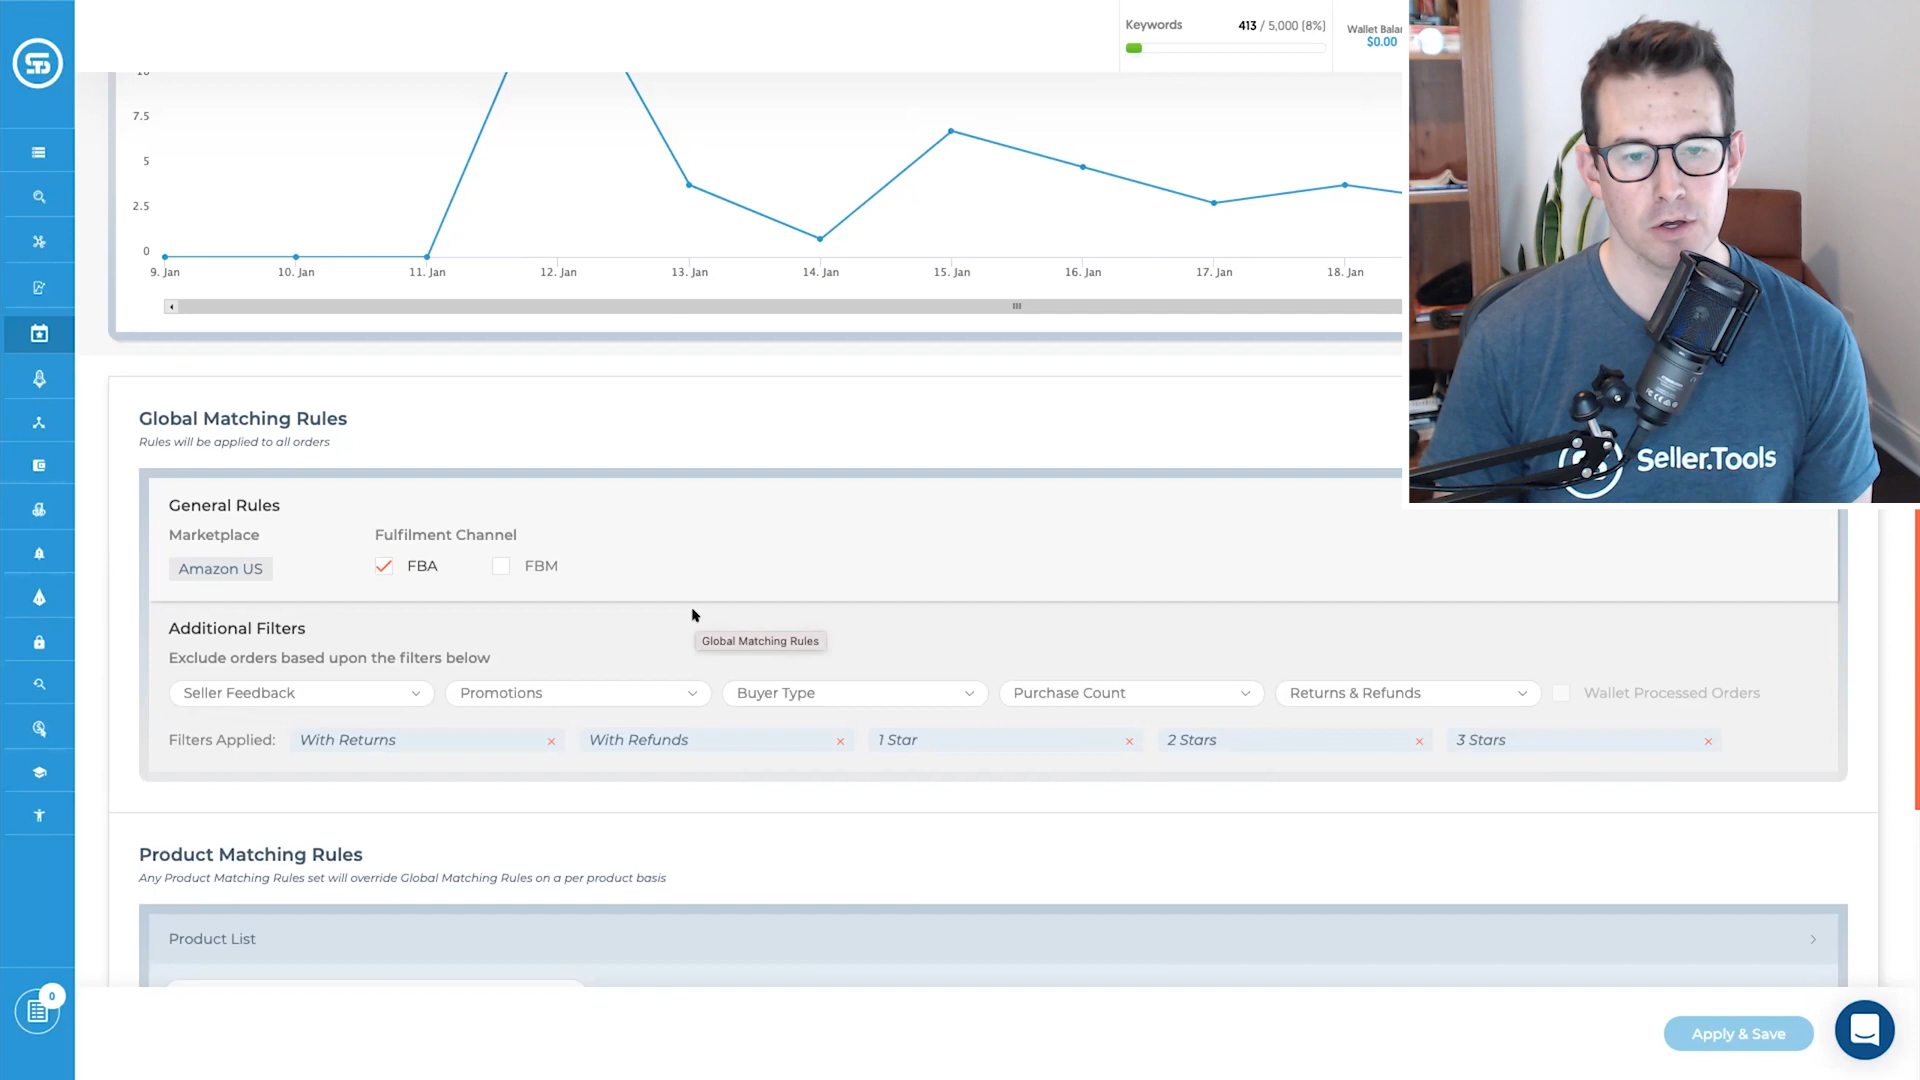 Keywords 413 / 5,000 (8%)
Wallet Balan
$0.00
10
7.5
5
2.5
0
9. Jan 10. Jan 11. Jan 12. Jan 13. Jan 14. Jan 15. Jan 16. Jan 17. Jan 18. Jan
Seller.Tools
Global Matching Rules
Rules will be applied to all orders
General Rules
Marketplace Fulfilment Channel
Amazon US FBA FBM
Additional Filters
Global Matching Rules
Exclude orders based upon the filters below
Seller Feedback Promotions Buyer Type Purchase Count Returns & Refunds Wallet Processed Orders
Filters Applied: With Returns × With Refunds × 1 Star × 2 Stars × 3 Stars ×
Product Matching Rules
Any Product Matching Rules set will override Global Matching Rules on a per product basis
Product List
0
Apply & Save